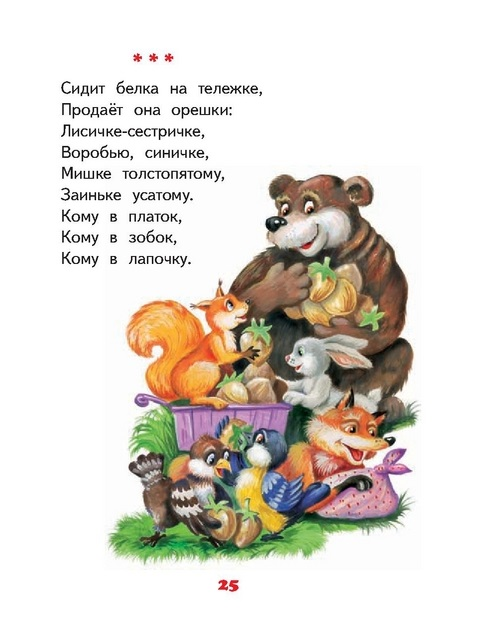 * * *
Сидит белка на тележке,
Продаёт она орешки:
Лисичке-сестричке,
Воробью, синичке,
Мишке толстопятому,
Заиньке усатому.
Кому в платок,
Кому в зобок,
Кому в лапочку.
25